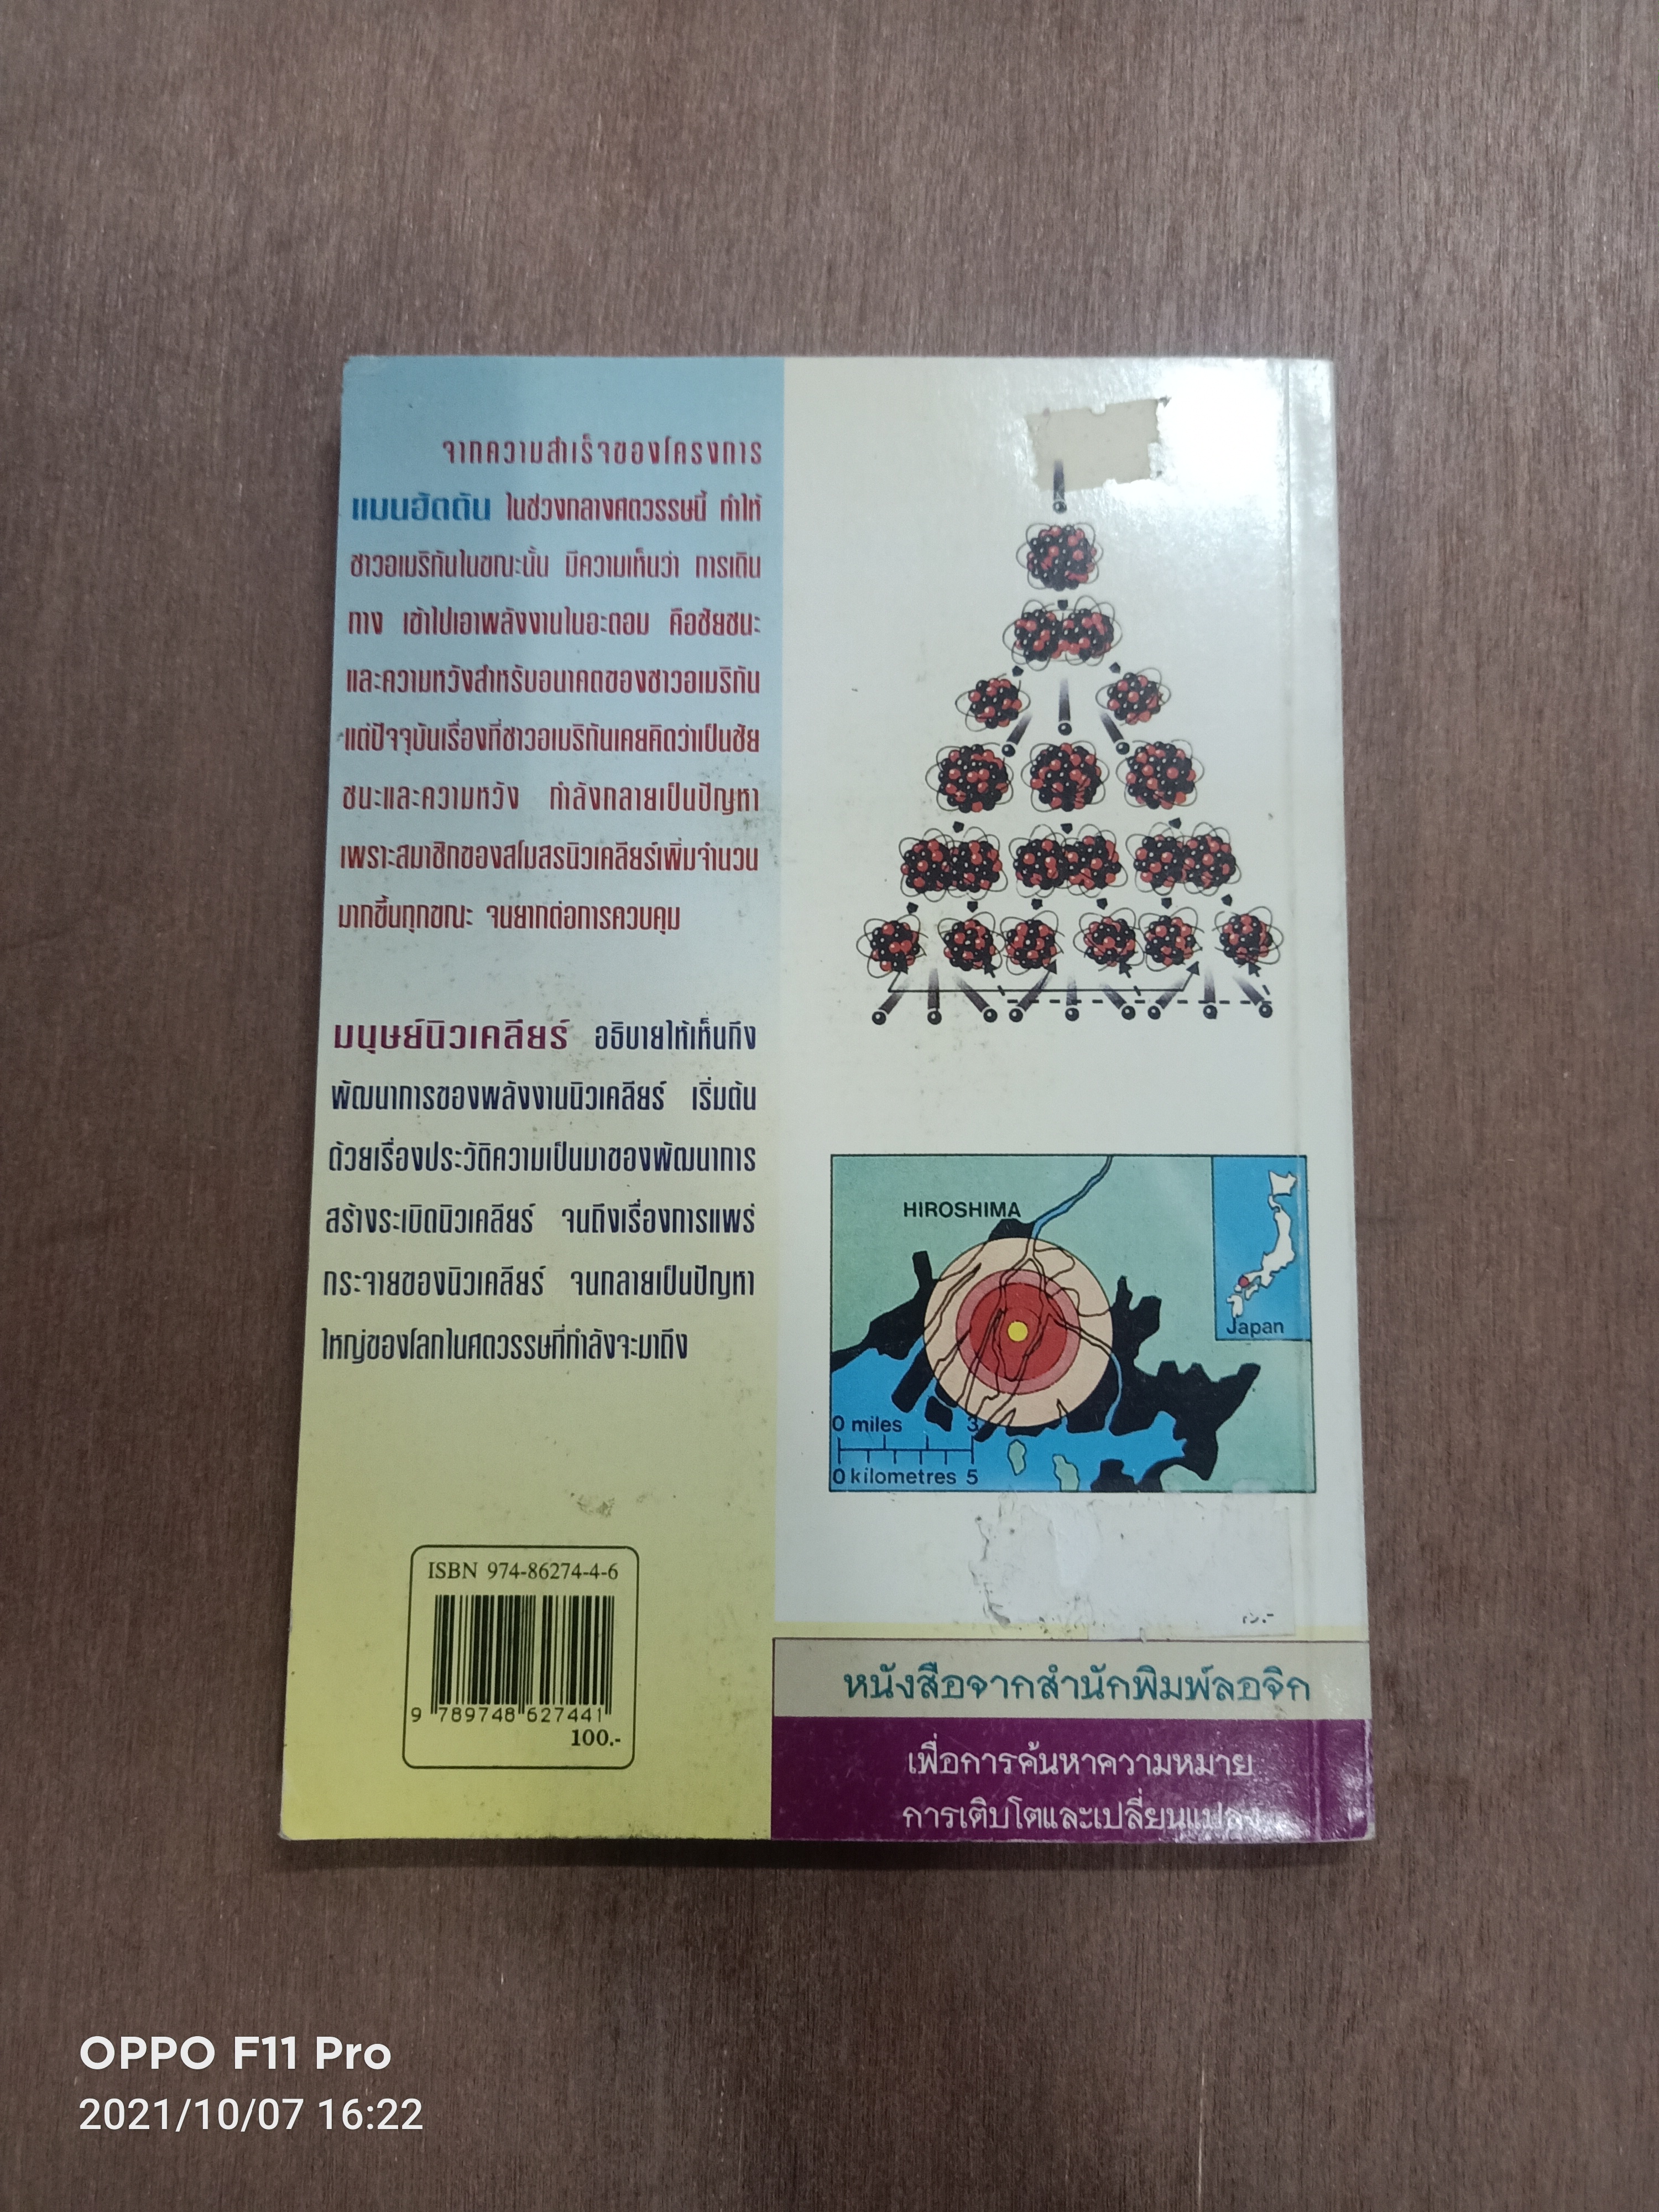 จากความสำเร็จของโครงการ
แมนฮัตตัน ในช่วงกลางศตวรรษนี้ ทำให้
ชาวอเมริกันในขณะนั้น มีความเห็นว่า การเดิน
ทาง เข้าไปเอาพลังงานในอะตอม คือชัยชนะ
และความหวังสำหรับอนาคตของชาวอเมริกัน
แต่ปัจจุบันเรื่องที่ชาวอเมริกันเคยคิดว่าเป็นชัย
ชนะและความหวัง กำลังกลายเป็นปัญหา
เพราะสมาชิกของสโมสรนิวเคลียร์เพิ่มจำนวน
มากขึ้นทุกขณะ จนยากต่อการควบคุม
มนุษย์นิวเคลียร์ อธิบายให้เห็นถึง
พัฒนาการของพลังงานนิวเคลียร์ เริ่มต้น
ด้วยเรื่องประวัติความเป็นมาของพัฒนาการ
สร้างระเบิดนิวเคลียร์ จนถึงเรื่องการแพร่
กระจายของนิวเคลียร์ จนกลายเป็นปัญหา
ใหญ่ของโลกในศตวรรษที่กำลังจะมาถึง
ISBN 974-86274-4-6
9 789748 627441
100.-
HIROSHIMA
Japan
0 miles 3
0 kilometres 5
หนังสือจากสำนักพิมพ์ลอจิก
เพื่อการค้นหาความหมาย
การเติบโตและเปลี่ยนแปลง
OPPO F11 Pro
2021/10/07 16:22